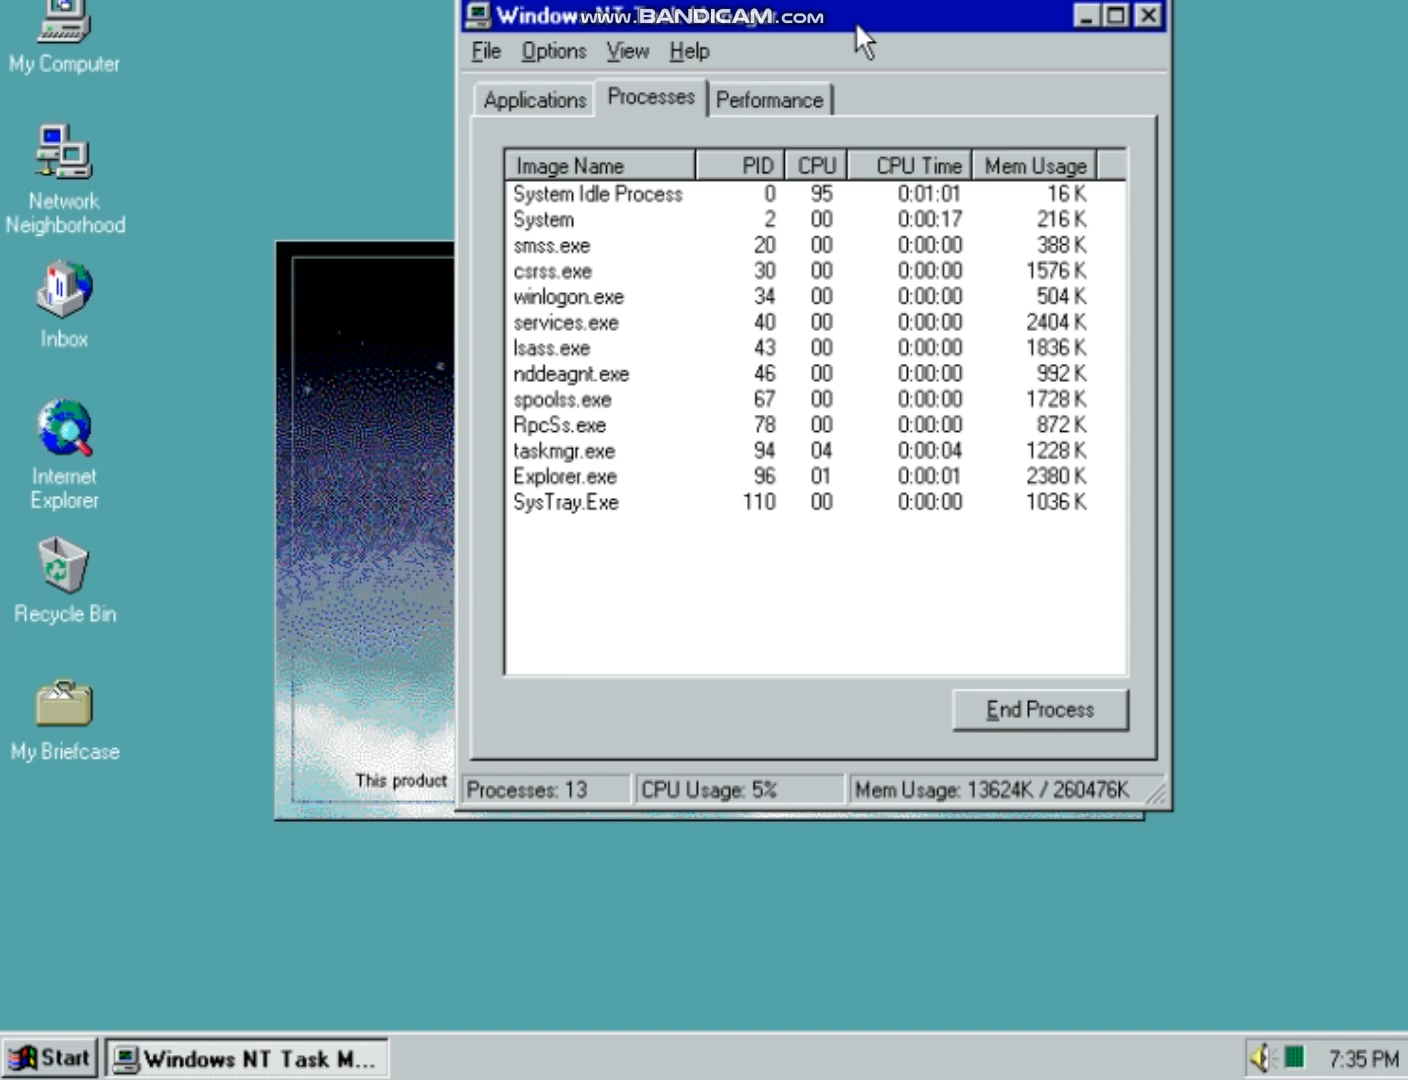 Windows NT Task
www.BANDICAM.com
File Options View Help
Applications Processes Performance
Image Name PID CPU CPU Time Mem Usage
System Idle Process 0 95 0:01:01 16 K
System 2 00 0:00:17 216 K
smss.exe 20 00 0:00:00 388 K
csrss.exe 30 00 0:00:00 1576 K
winlogon.exe 34 00 0:00:00 504 K
services.exe 40 00 0:00:00 2404 K
lsass.exe 43 00 0:00:00 1836 K
nddeagnt.exe 46 00 0:00:00 992 K
spoolss.exe 67 00 0:00:00 1728 K
RpcSs.exe 78 00 0:00:00 872 K
taskmgr.exe 94 04 0:00:04 1228 K
Explorer.exe 96 01 0:00:01 2380 K
SysTray.Exe 110 00 0:00:00 1036 K
End Process
Processes: 13 CPU Usage: 5% Mem Usage: 13624K / 260476K
My Computer
Network
Neighborhood
Inbox
Internet
Explorer
Recycle Bin
My Briefcase
This product
Start Windows NT Task M... 7:35 PM